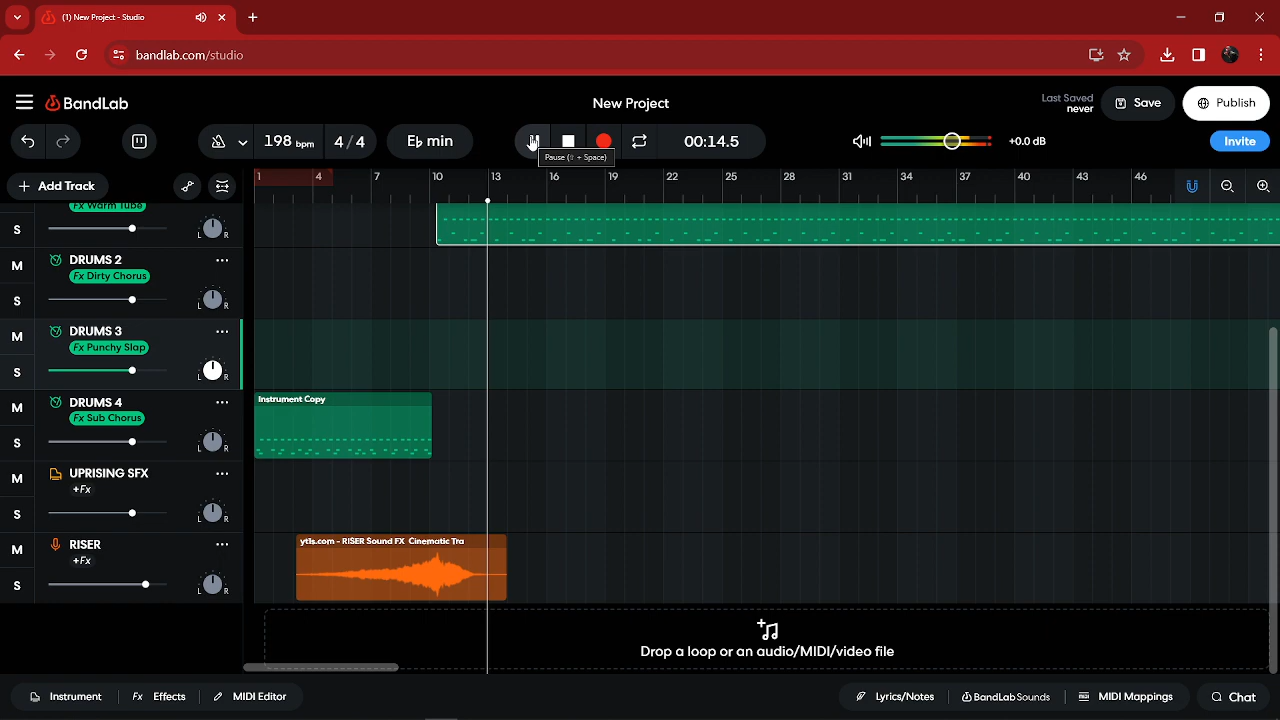 (1) New Project - Studio
bandlab.com/studio
BandLab
New Project
Last Saved
never
Save
Publish
198 bpm
4 / 4
E♭ min
00:14.5
+0.0 dB
Invite
Pause (⇧ + Space)
+ Add Track
1 4 7 10 13 16 19 22 25 28 31 34 37 40 43 46
Fx Warm Tube
S
L R
M
DRUMS 2
Fx Dirty Chorus
S
L R
M
DRUMS 3
Fx Punchy Slap
S
L R
M
DRUMS 4
Fx Sub Chorus
S
L R
Instrument Copy
M
UPRISING SFX
+Fx
S
L R
M
RISER
+Fx
S
L R
yt1s.com - RISER Sound FX Cinematic Tra
Drop a loop or an audio/MIDI/video file
Instrument
Fx Effects
MIDI Editor
Lyrics/Notes
BandLab Sounds
MIDI Mappings
Chat